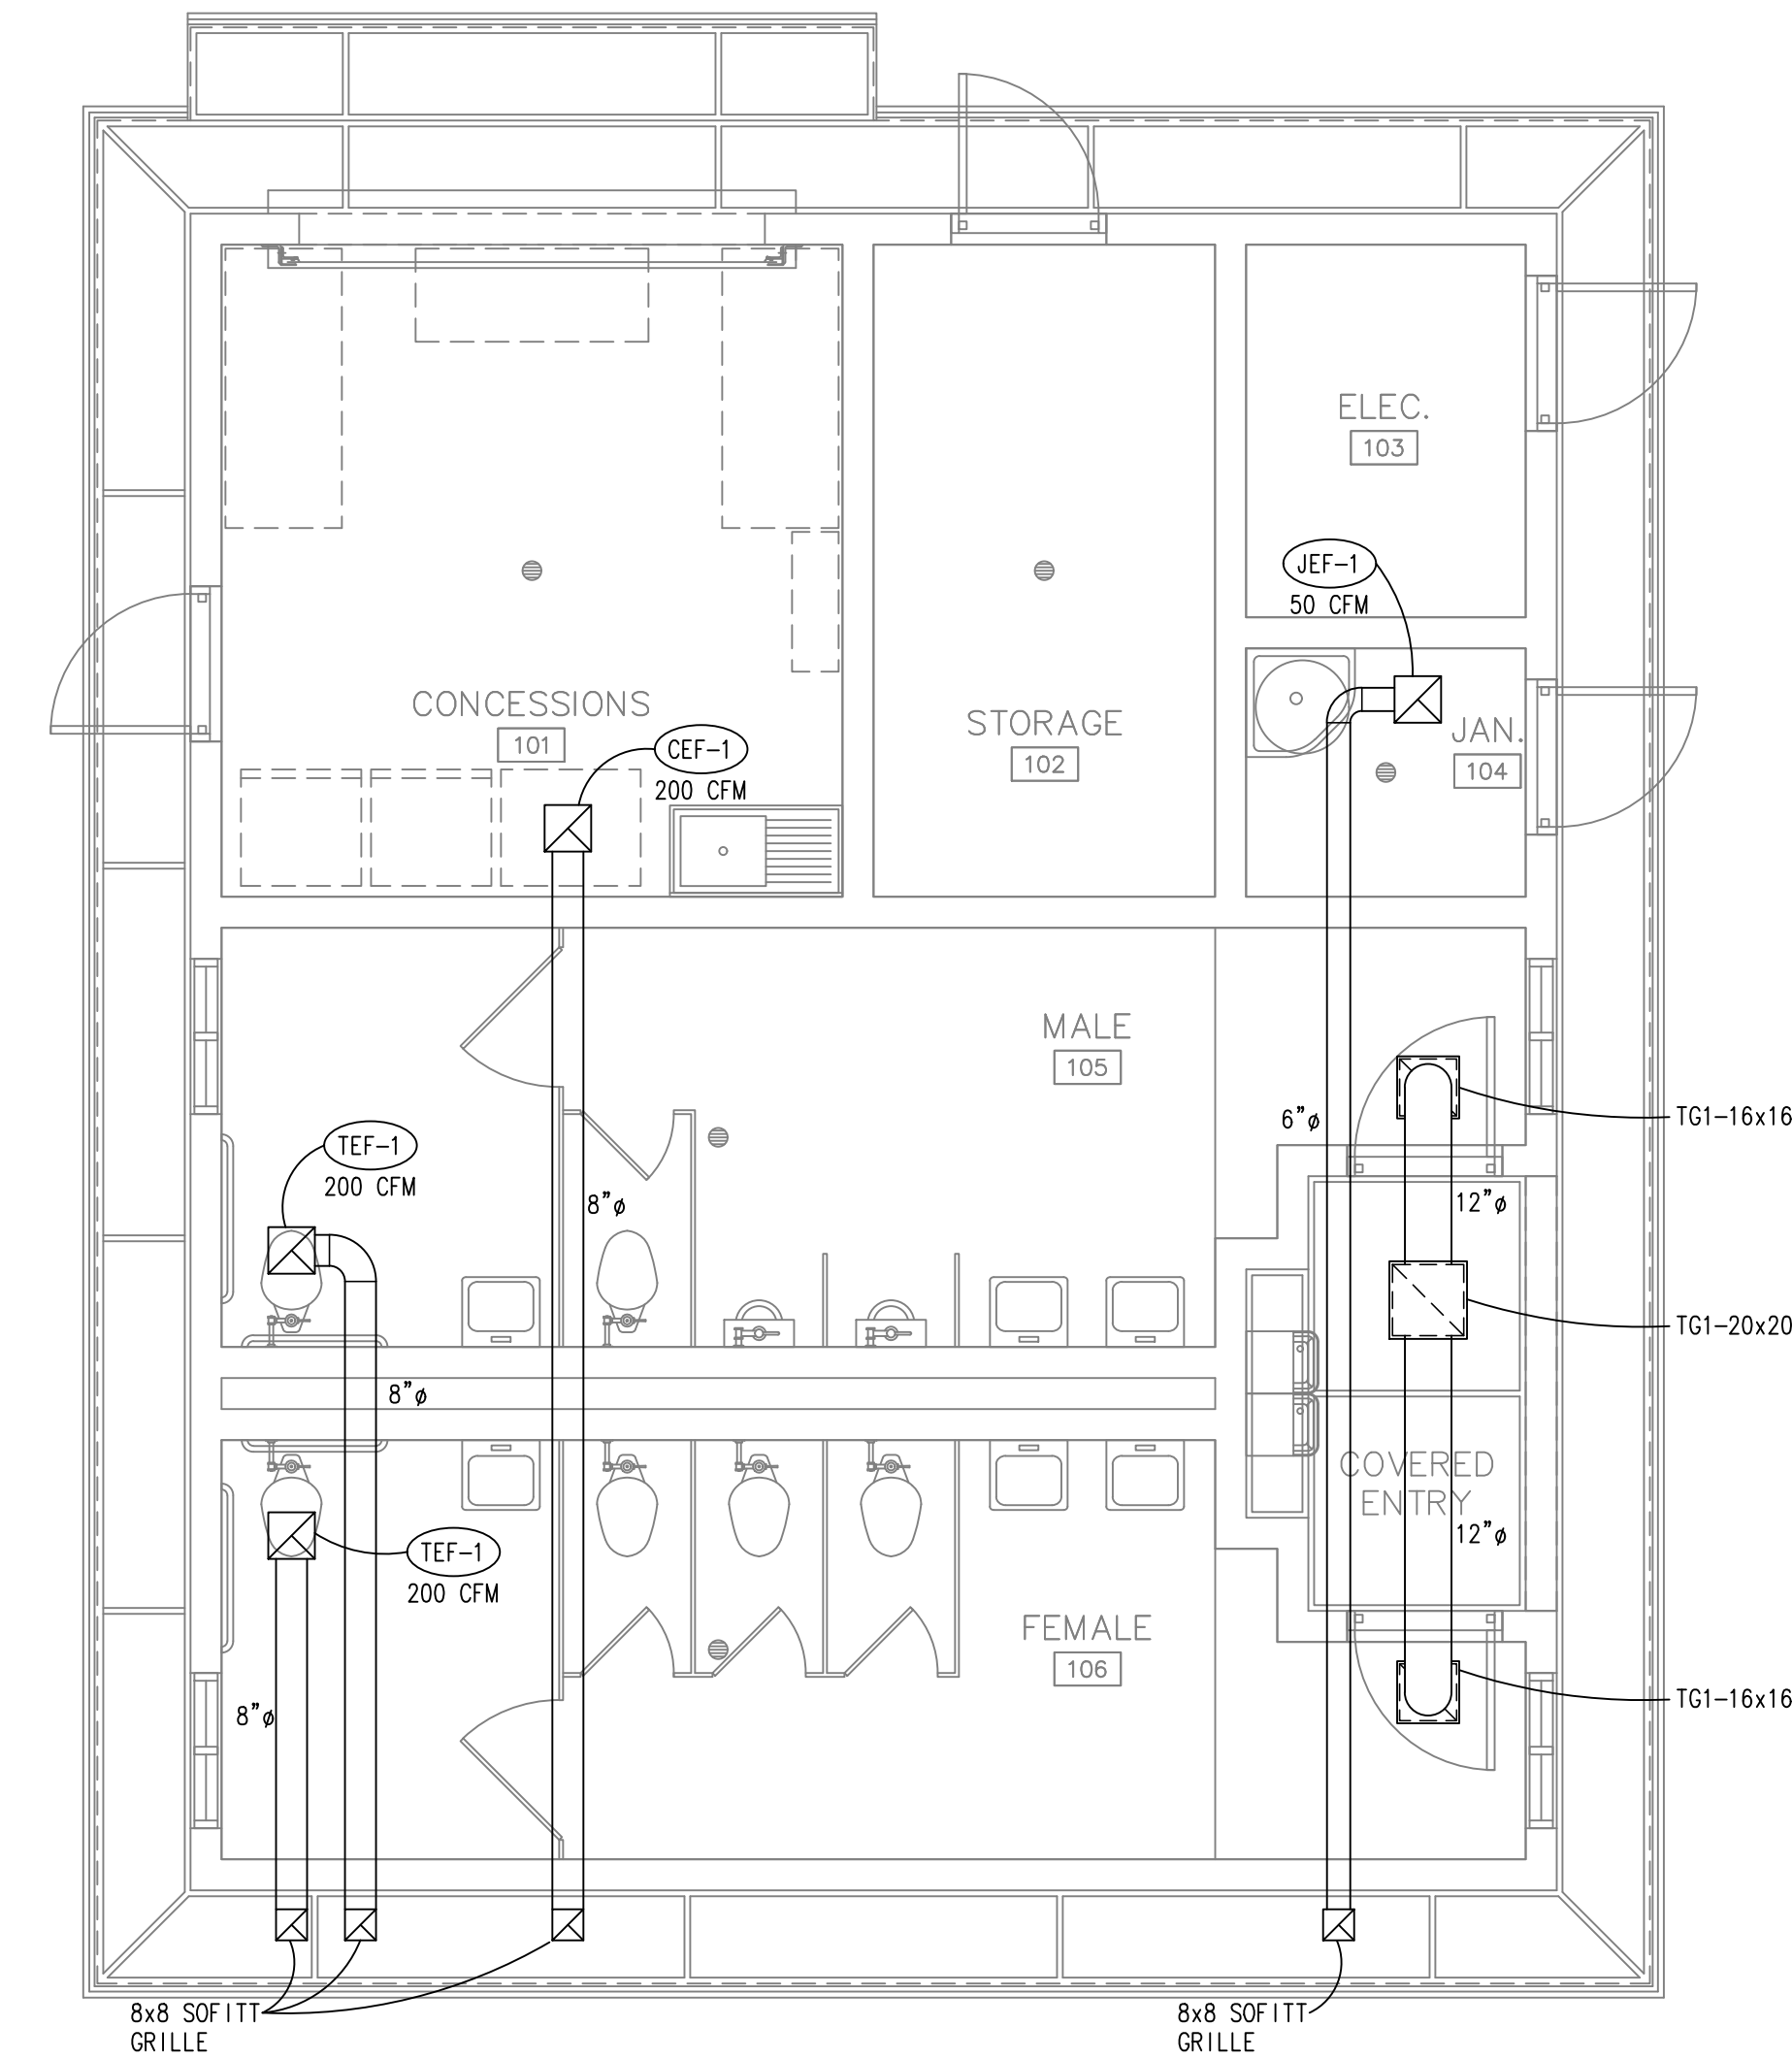 ELEC.
103
JEF-1
50 CFM
CONCESSIONS
101
STORAGE
102
JAN.
104
CEF-1
200 CFM
MALE
105
TEF-1
200 CFM
6"ø
TG1-16x16
8"ø
12"ø
TG1-20x20
8"ø
COVERED
ENTRY
12"ø
TEF-1
200 CFM
FEMALE
106
TG1-16x16
8"ø
8x8 SOFITT
GRILLE
8x8 SOFITT
GRILLE